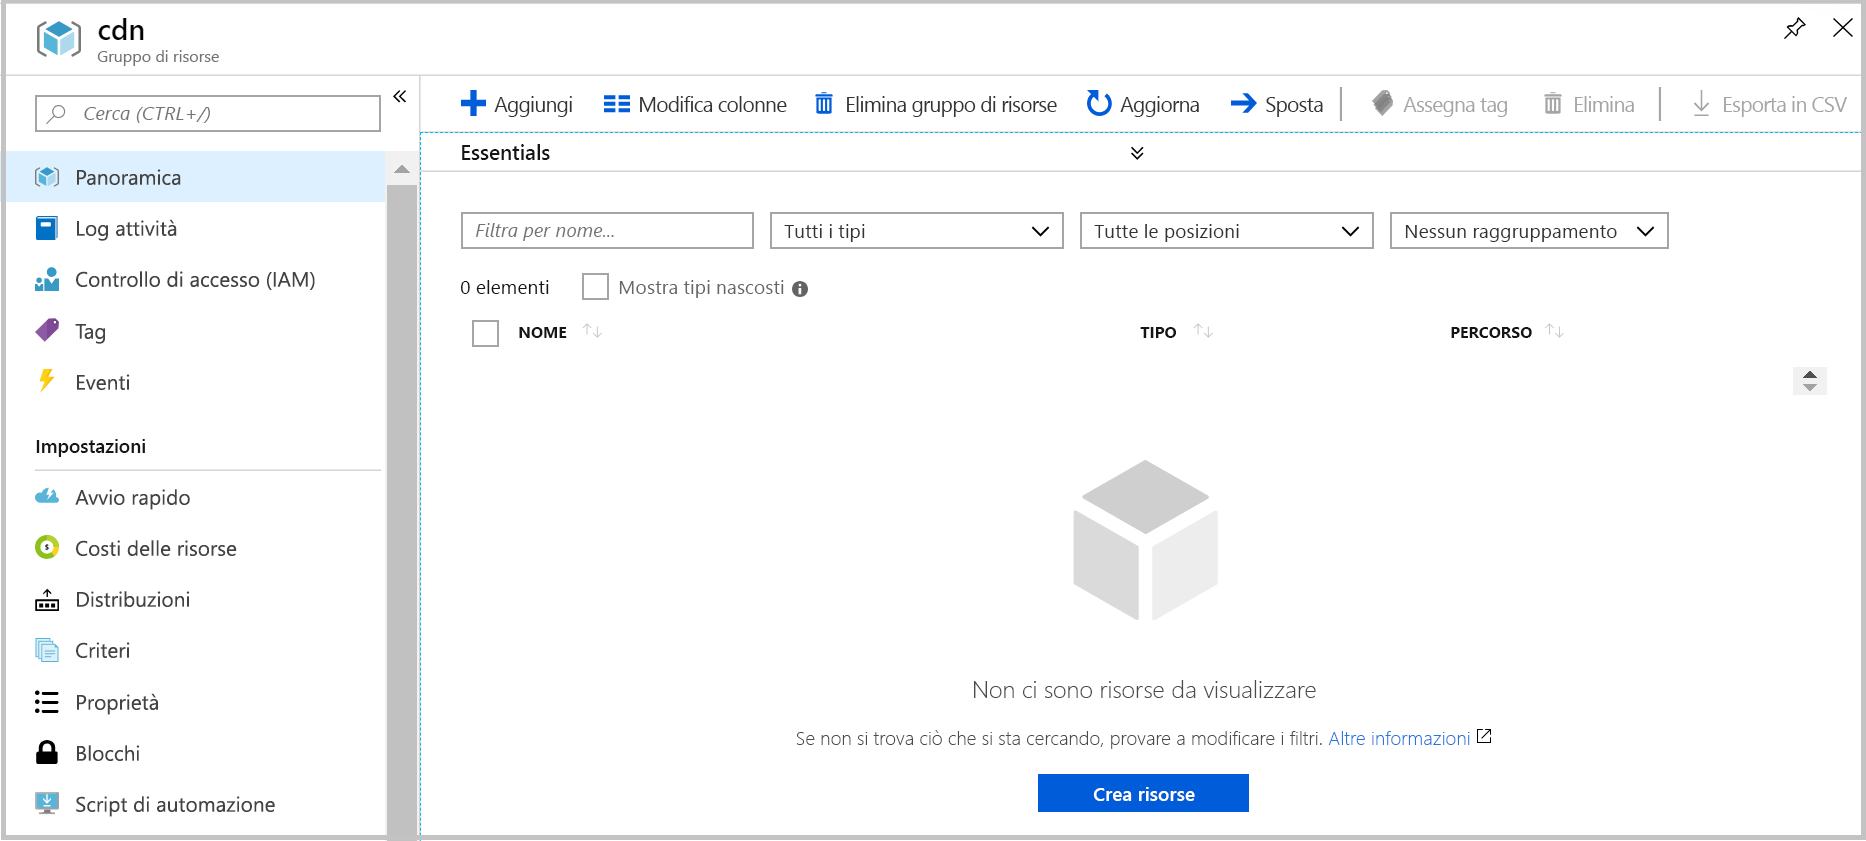 cdn
Gruppo di risorse
Cerca (CTRL+/)
Panoramica
Log attività
Controllo di accesso (IAM)
Tag
Eventi
Impostazioni
Avvio rapido
Costi delle risorse
Distribuzioni
Criteri
Proprietà
Blocchi
Script di automazione
Aggiungi Modifica colonne Elimina gruppo di risorse Aggiorna Sposta Assegna tag Elimina Esporta in CSV
Essentials
Filtra per nome... Tutti i tipi Tutte le posizioni Nessun raggruppamento
0 elementi Mostra tipi nascosti
NOME TIPO PERCORSO
Non ci sono risorse da visualizzare
Se non si trova ciò che si sta cercando, provare a modificare i filtri. Altre informazioni
Crea risorse